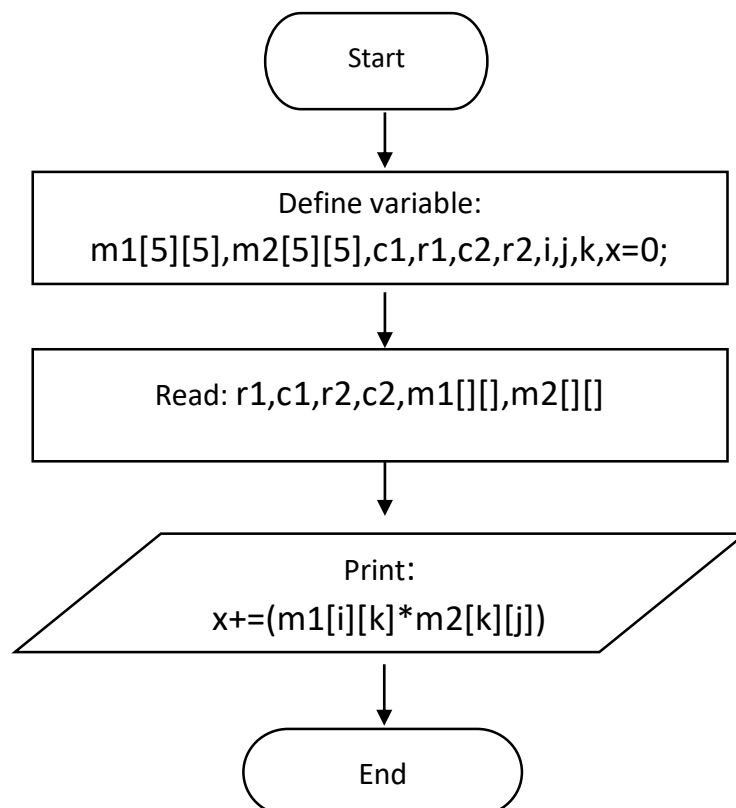 Start
Define variable:
m1[5][5],m2[5][5],c1,r1,c2,r2,i,j,k,x=0;
Read: r1,c1,r2,c2,m1[][],m2[][]
Print:
x+=(m1[i][k]*m2[k][j])
End